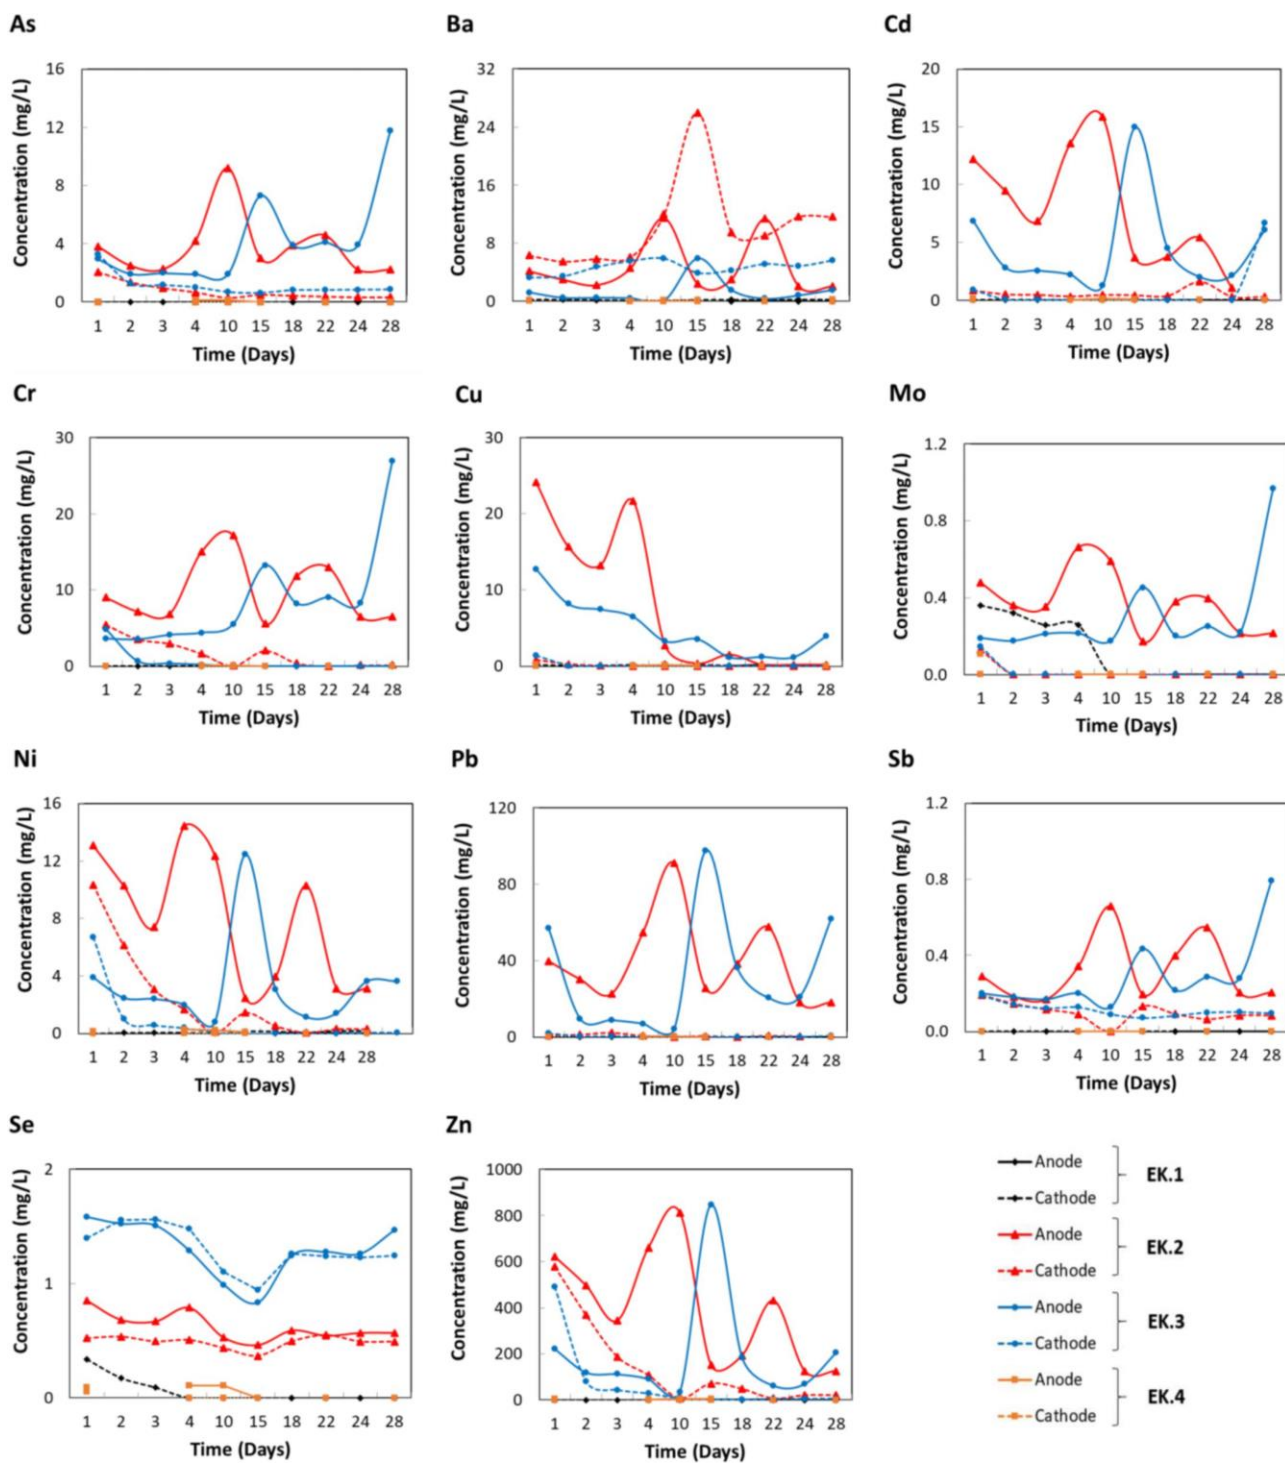 As
Concentration (mg/L)
16
12
8
4
0
1 2 3 4 10 15 18 22 24 28
Time (Days)
Ba
Concentration (mg/L)
32
24
16
8
0
1 2 3 4 10 15 18 22 24 28
Time (Days)
Cd
Concentration (mg/L)
20
15
10
5
0
1 2 3 4 10 15 18 22 24 28
Time (Days)
Cr
Concentration (mg/L)
30
20
10
0
1 2 3 4 10 15 18 22 24 28
Time (Days)
Cu
Concentration (mg/L)
30
20
10
0
1 2 3 4 10 15 18 22 24 28
Time (Days)
Mo
Concentration (mg/L)
1.2
0.8
0.4
0.0
1 2 3 4 10 15 18 22 24 28
Time (Days)
Ni
Concentration (mg/L)
16
12
8
4
0
1 2 3 4 10 15 18 22 24 28
Time (Days)
Pb
Concentration (mg/L)
120
80
40
0
1 2 3 4 10 15 18 22 24 28
Time (Days)
Sb
Concentration (mg/L)
1.2
0.8
0.4
0.0
1 2 3 4 10 15 18 22 24 28
Time (Days)
Se
Concentration (mg/L)
2
1
0
1 2 3 4 10 15 18 22 24 28
Time (Days)
Zn
Concentration (mg/L)
1000
800
600
400
200
0
1 2 3 4 10 15 18 22 24 28
Time (Days)
Anode
EK.1
Cathode
Anode
EK.2
Cathode
Anode
EK.3
Cathode
Anode
EK.4
Cathode